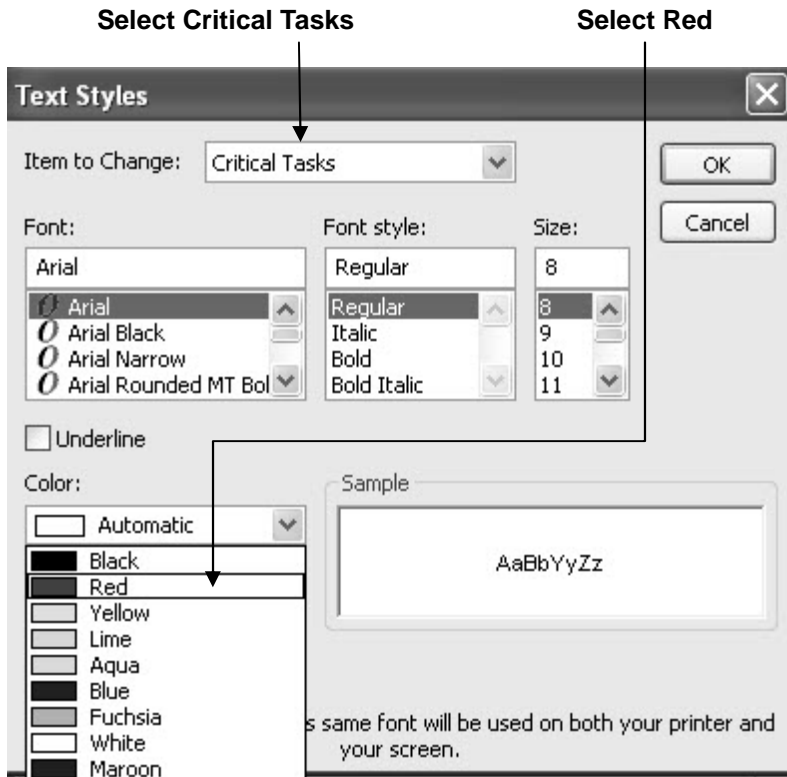 Select Critical Tasks Select Red
Text Styles
Item to Change: Critical Tasks OK
Cancel
Font: Font style: Size:
Arial Regular 8
Arial Regular 8
Arial Black Italic 9
Arial Narrow Bold 10
Arial Rounded MT Bol Bold Italic 11
Underline
Color: Sample
Automatic
Black AaBbYyZz
Red
Yellow
Lime
Aqua
Blue
Fuchsia s same font will be used on both your printer and
White your screen.
Maroon